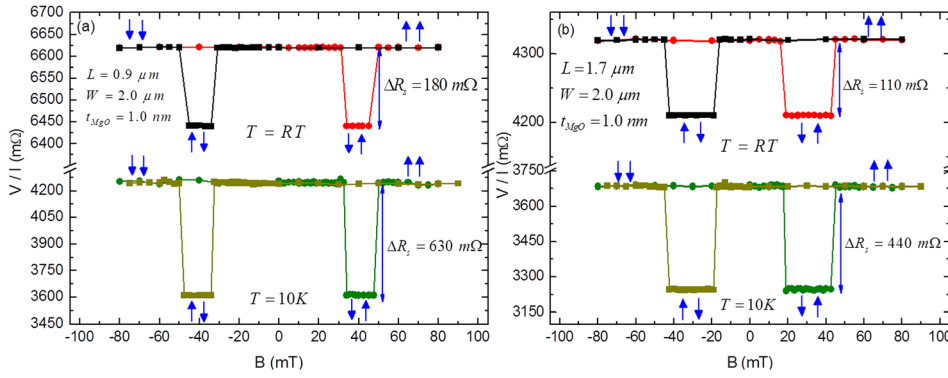 (a)
V / I (mΩ)
6700
6650
6600
6550
6500
6450
6400
4200
4050
3900
3750
3600
3450
L = 0.9 μm
W = 2.0 μm
t_MgO = 1.0 nm
ΔR_s = 180 mΩ
T = RT
ΔR_s = 630 mΩ
T = 10K
-100 -80 -60 -40 -20 0 20 40 60 80 100
B (mT)
(b)
V / I (mΩ)
4300
4200
3750
3600
3450
3300
3150
L = 1.7 μm
W = 2.0 μm
t_MgO = 1.0 nm
ΔR_s = 110 mΩ
T = RT
ΔR_s = 440 mΩ
T = 10K
-100 -80 -60 -40 -20 0 20 40 60 80 100
B (mT)